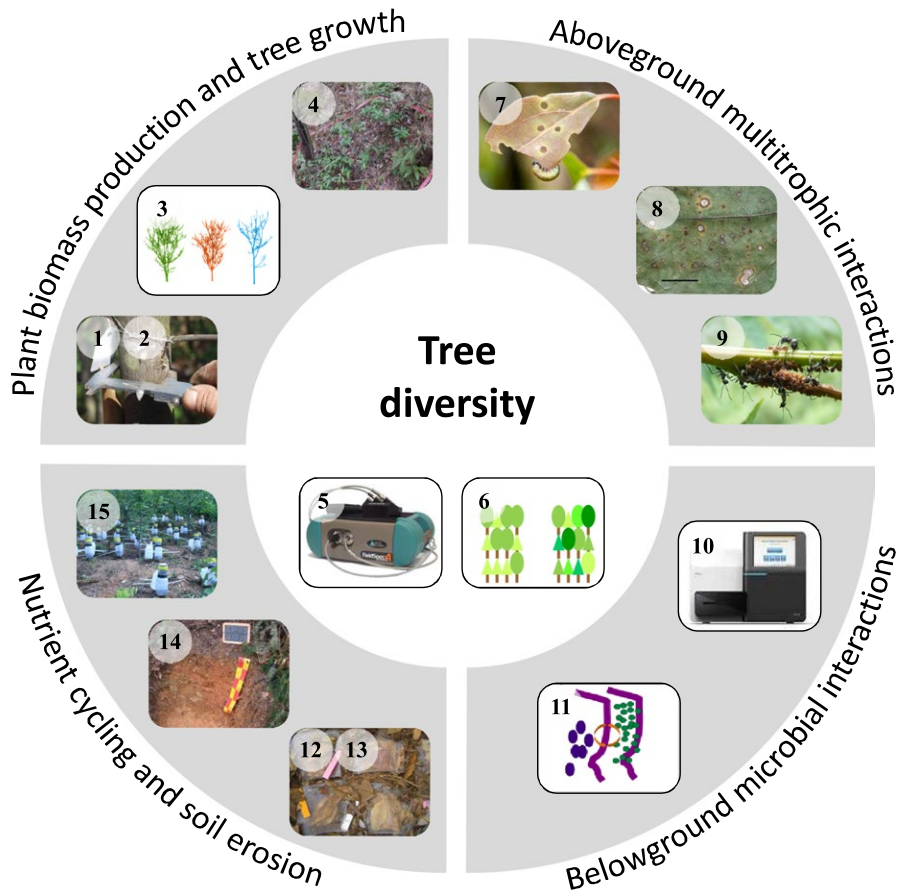 Plant biomass production and tree growth
Aboveground multitrophic interactions
4
7
3
8
1
2
9
Tree
diversity
5
6
FieldSpec
15
10
14
11
12
13
Nutrient cycling and soil erosion
Belowground microbial interactions